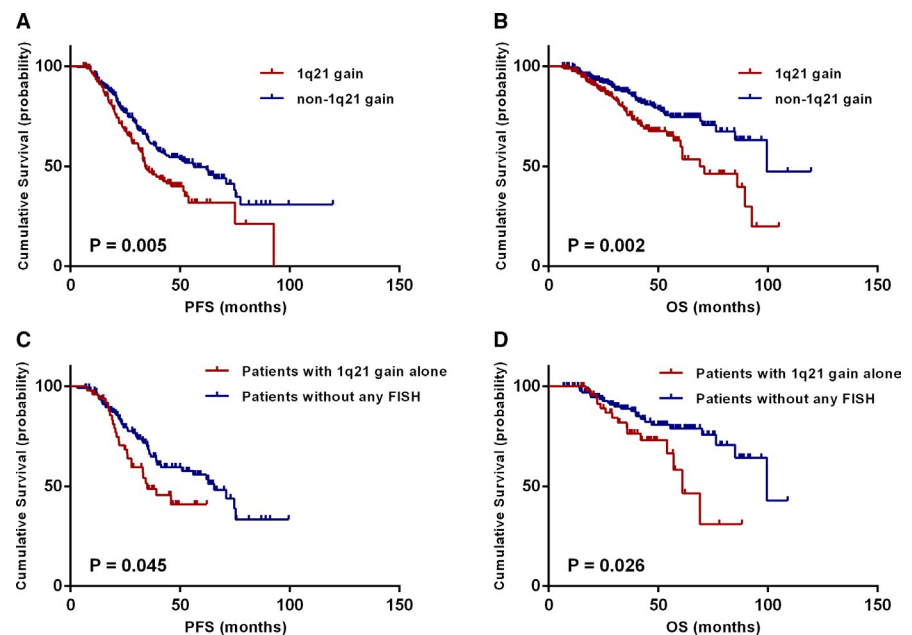 A
Cumulative Survival (probability)
100
50
0
0 50 100 150
PFS (months)
1q21 gain
non-1q21 gain
P = 0.005
B
Cumulative Survival (probability)
100
50
0
0 50 100 150
OS (months)
1q21 gain
non-1q21 gain
P = 0.002
C
Cumulative Survival (probability)
100
50
0
0 50 100 150
PFS (months)
Patients with 1q21 gain alone
Patients without any FISH
P = 0.045
D
Cumulative Survival (probability)
100
50
0
0 50 100 150
OS (months)
Patients with 1q21 gain alone
Patients without any FISH
P = 0.026